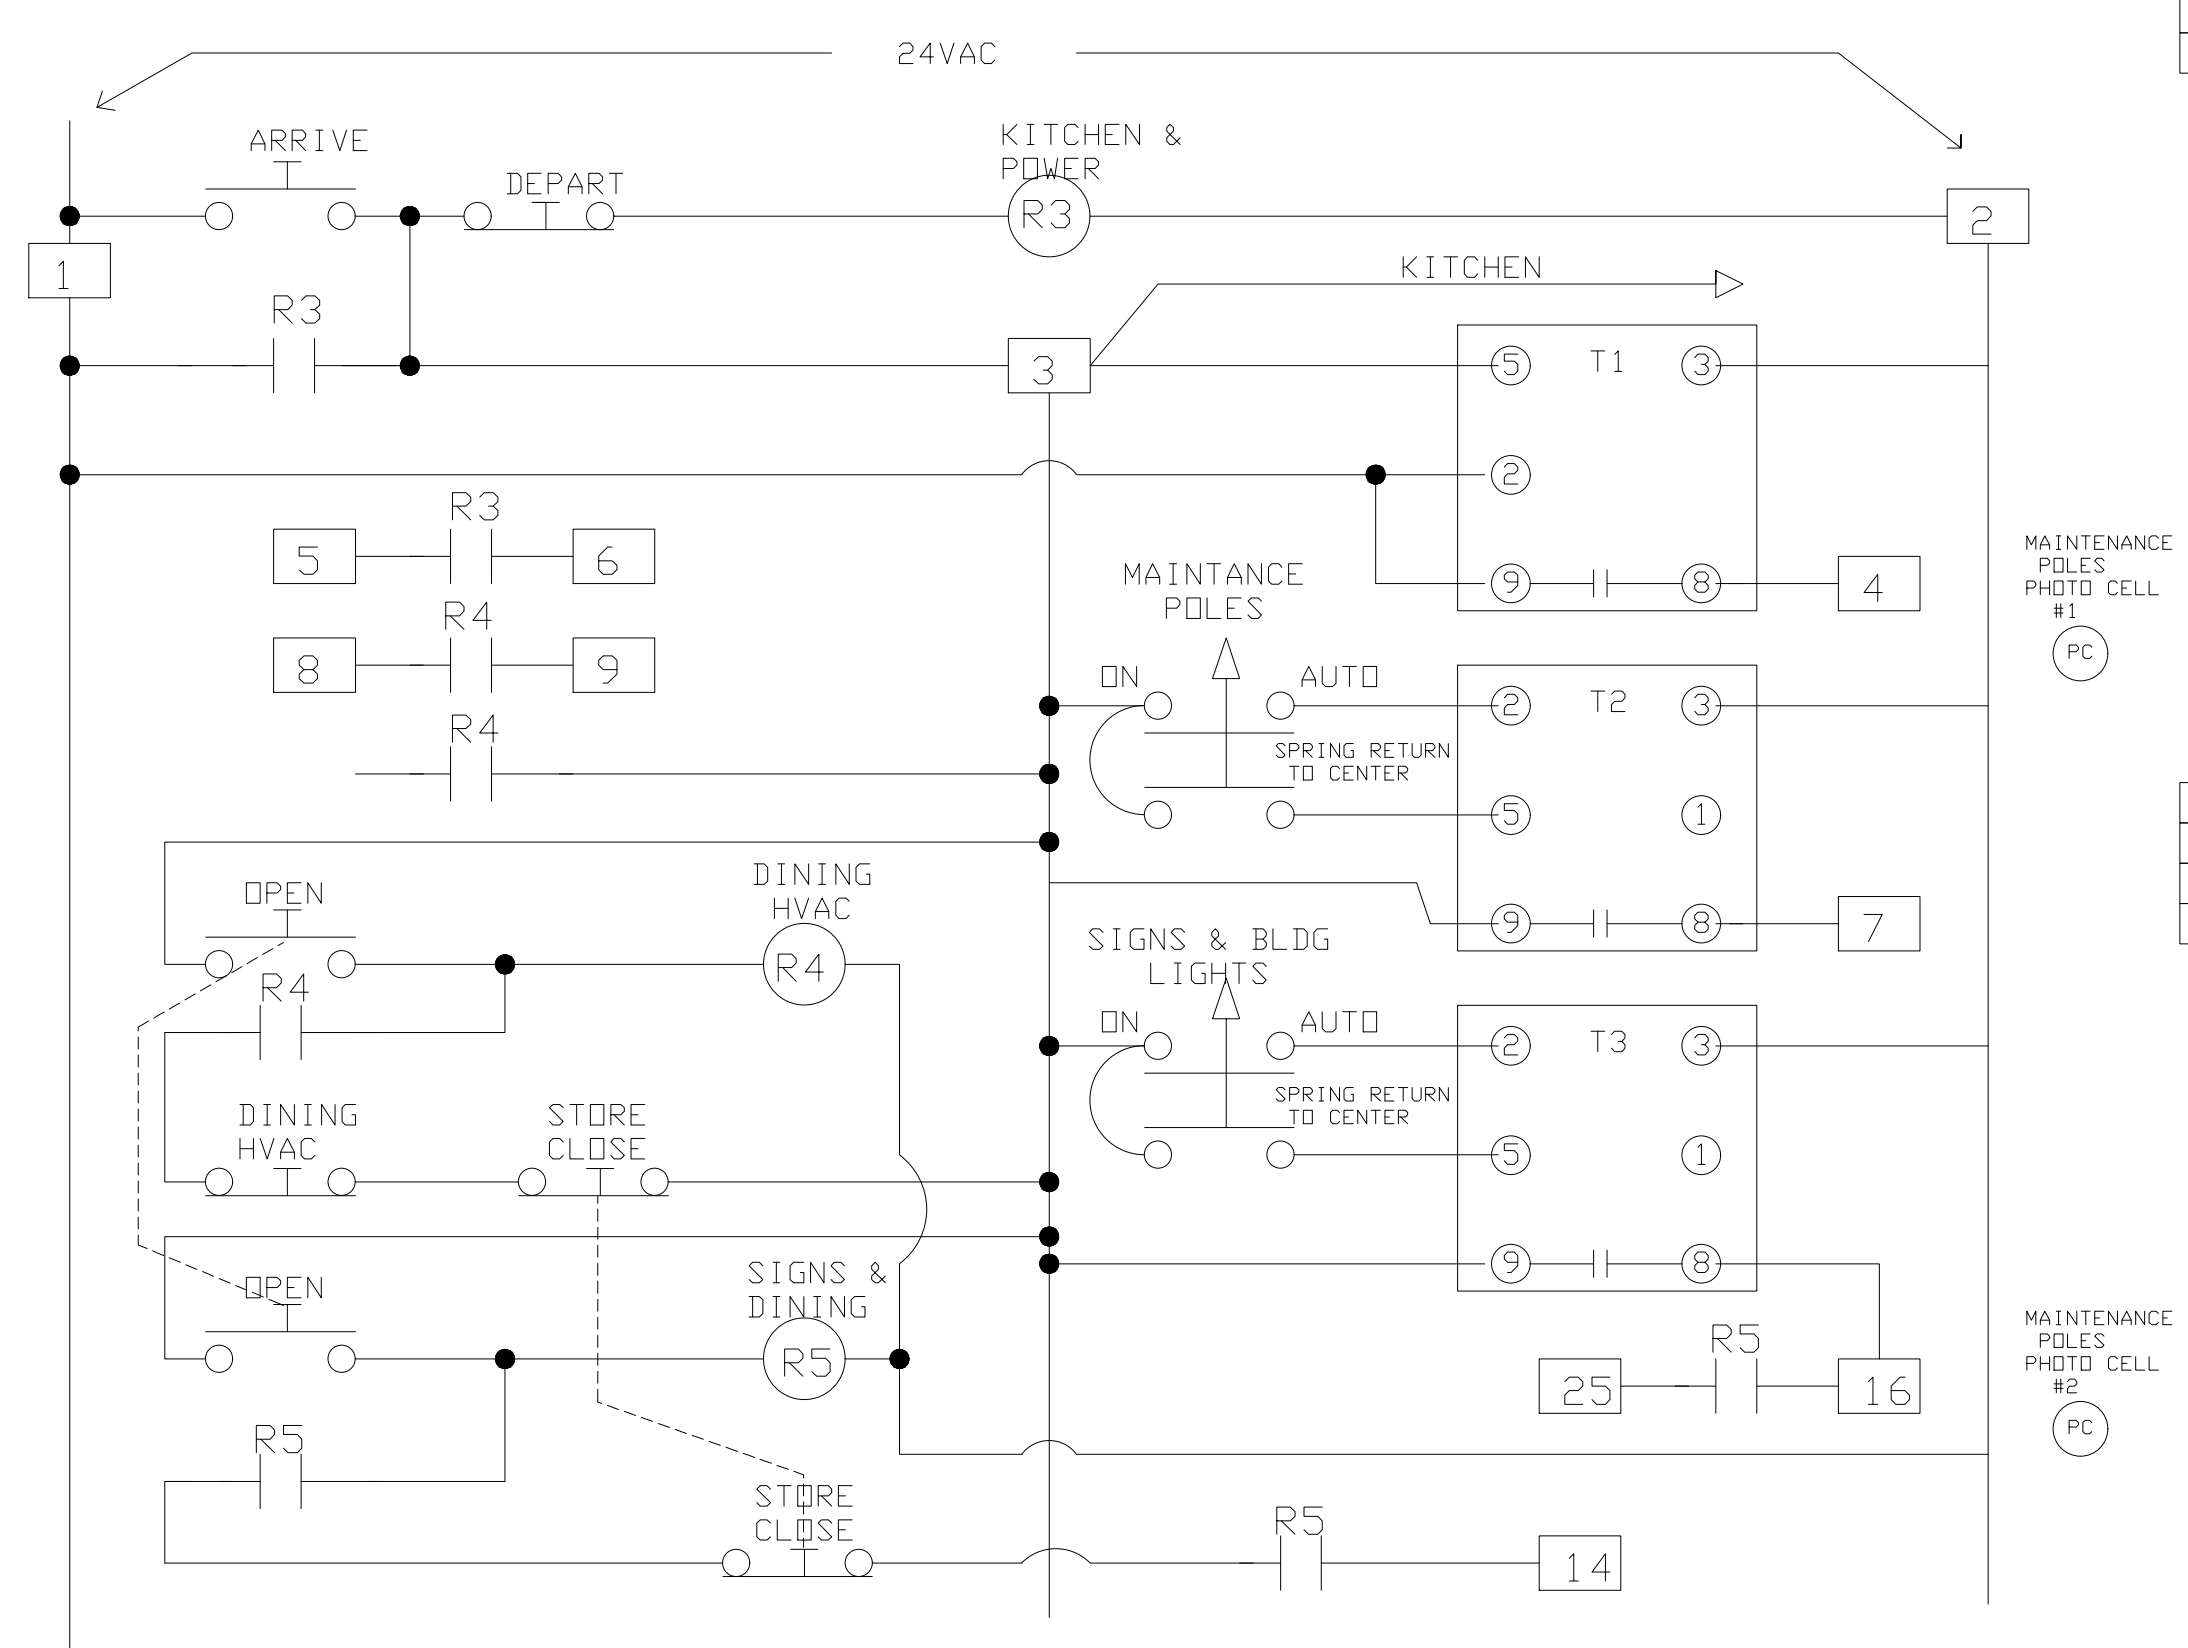 24VAC
ARRIVE
DEPART
KITCHEN &
POWER
R3
2
1
KITCHEN
R3
3
5
T1
3
2
R3
5
6
9
8
4
MAINTENANCE
POLES
PHOTO CELL
#1
PC
MAINTANCE
POLES
R4
8
9
ON
AUTO
2
T2
3
R4
SPRING RETURN
TO CENTER
5
1
DINING
HVAC
OPEN
R4
9
8
7
SIGNS & BLDG
LIGHTS
R4
ON
AUTO
2
T3
3
SPRING RETURN
TO CENTER
DINING
HVAC
STORE
CLOSE
5
1
OPEN
SIGNS &
DINING
R5
9
8
R5
25
16
MAINTENANCE
POLES
PHOTO CELL
#2
PC
R5
STORE
CLOSE
R5
14